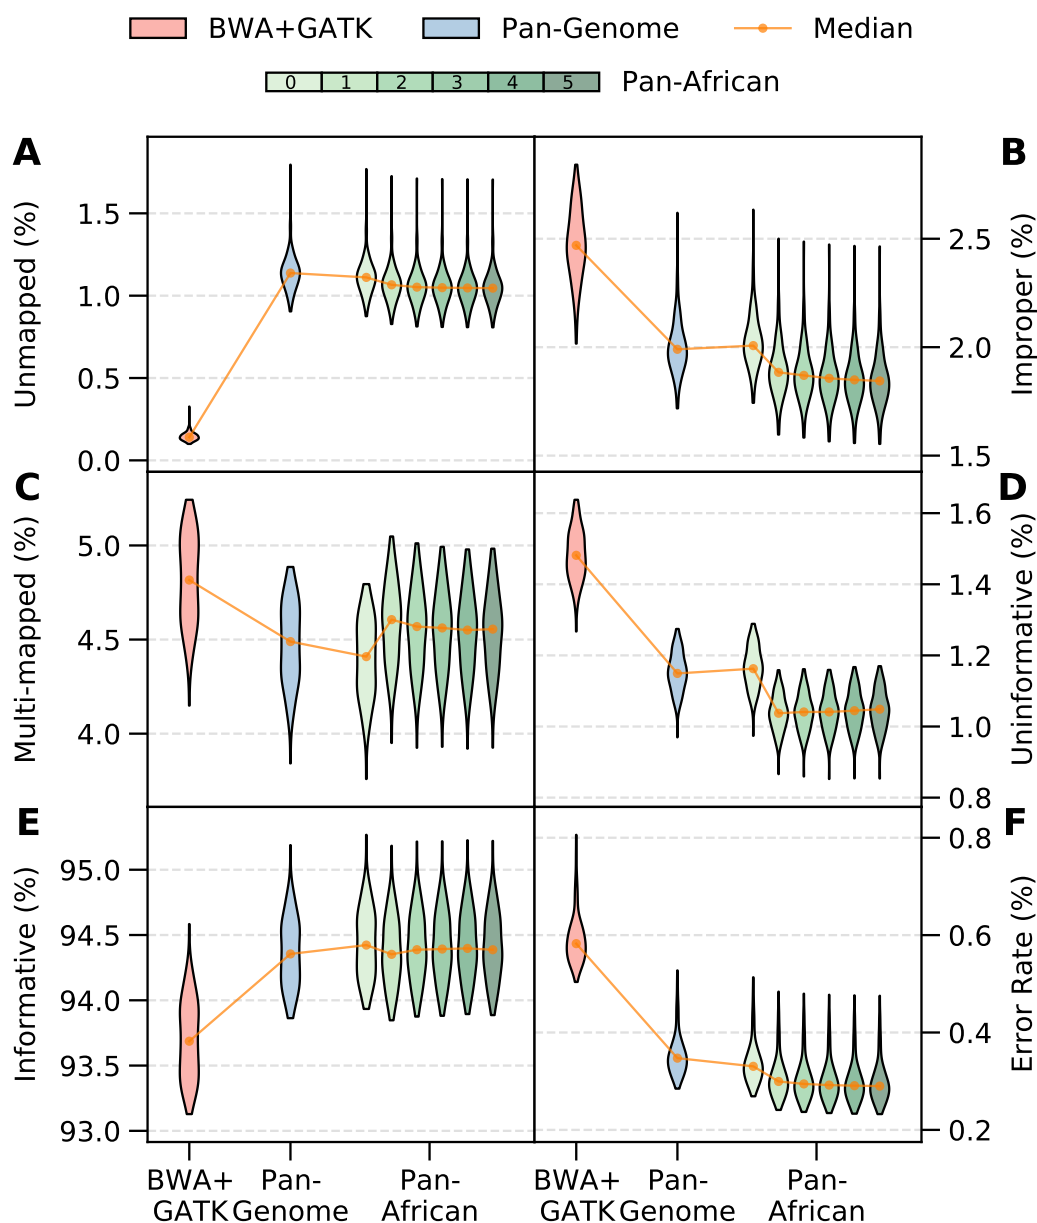 BWA+GATK Pan-Genome Median
0 1 2 3 4 5 Pan-African
A
Unmapped (%)
1.5
1.0
0.5
0.0
B
Improper (%)
2.5
2.0
1.5
C
Multi-mapped (%)
5.0
4.5
4.0
D
Uninformative (%)
1.6
1.4
1.2
1.0
0.8
E
Informative (%)
95.0
94.5
94.0
93.5
93.0
F
Error Rate (%)
0.8
0.6
0.4
0.2
BWA+ Pan- Pan- BWA+ Pan- Pan-
GATK Genome African GATK Genome African